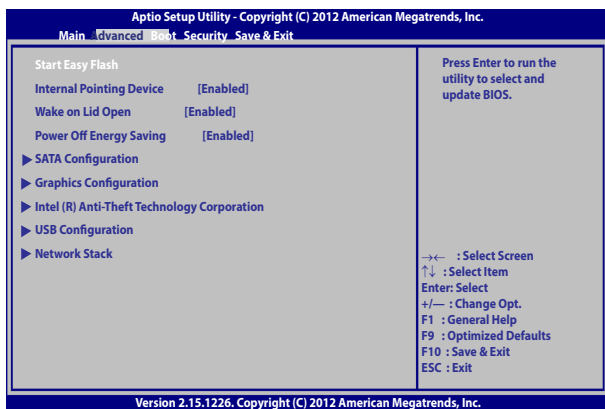 Aptio Setup Utility - Copyright (C) 2012 American Megatrends, Inc.
Main Advanced Boot Security Save & Exit
Start Easy Flash
Internal Pointing Device [Enabled]
Wake on Lid Open [Enabled]
Power Off Energy Saving [Enabled]
▶ SATA Configuration
▶ Graphics Configuration
▶ Intel (R) Anti-Theft Technology Corporation
▶ USB Configuration
▶ Network Stack
Press Enter to run the
utility to select and
update BIOS.
→← : Select Screen
↑↓ : Select Item
Enter: Select
+/— : Change Opt.
F1 : General Help
F9 : Optimized Defaults
F10 : Save & Exit
ESC : Exit
Version 2.15.1226. Copyright (C) 2012 American Megatrends, Inc.